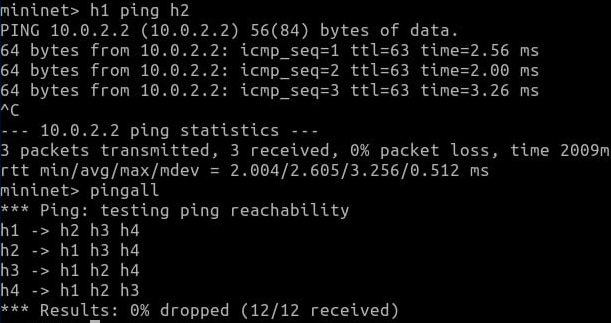 mininet> h1 ping h2
PING 10.0.2.2 (10.0.2.2) 56(84) bytes of data.
64 bytes from 10.0.2.2: icmp_seq=1 ttl=63 time=2.56 ms
64 bytes from 10.0.2.2: icmp_seq=2 ttl=63 time=2.00 ms
64 bytes from 10.0.2.2: icmp_seq=3 ttl=63 time=3.26 ms
^C
--- 10.0.2.2 ping statistics ---
3 packets transmitted, 3 received, 0% packet loss, time 2009m
rtt min/avg/max/mdev = 2.004/2.605/3.256/0.512 ms
mininet> pingall
*** Ping: testing ping reachability
h1 -> h2 h3 h4
h2 -> h1 h3 h4
h3 -> h1 h2 h4
h4 -> h1 h2 h3
*** Results: 0% dropped (12/12 received)